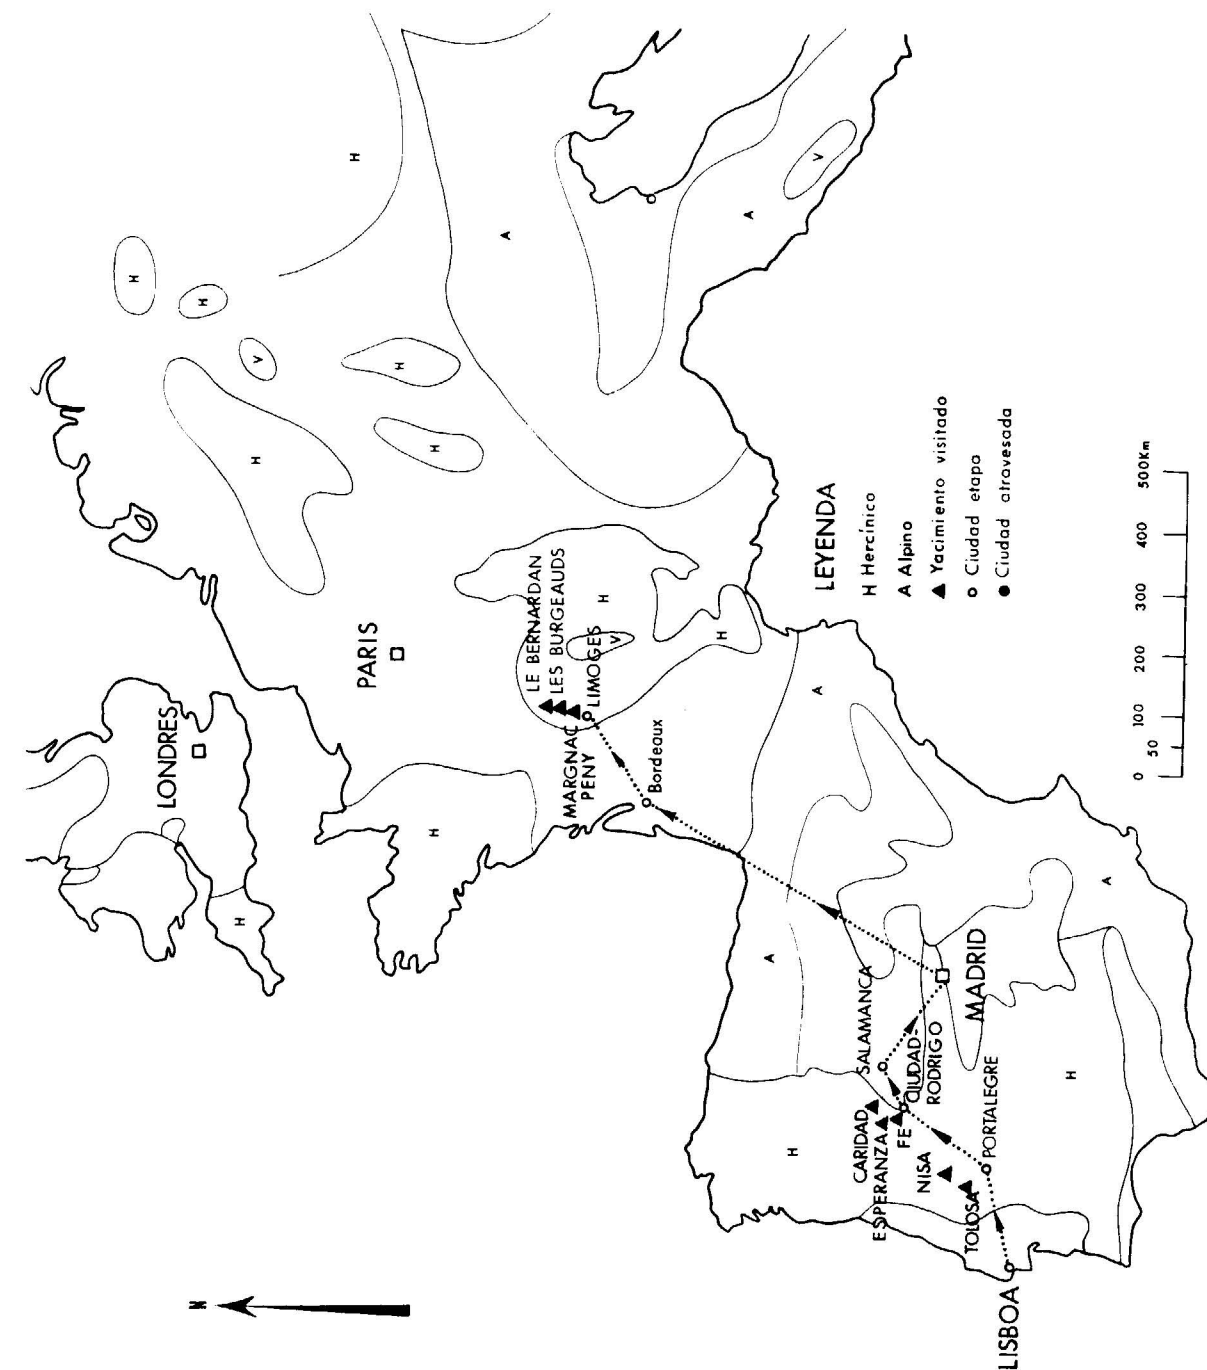 N
LONDRES
PARIS
LE BERNARDAN
LES BURGEAUDS
LIMOGES
MARGNAC
PENY
Bordeaux
SALAMANCA
CIUDAD-
RODRIGO
MADRID
CARIDAD
ESPERANZA
FE
NISA
TOLOSA
PORTALEGRE
LISBOA
H
H
H
V
H
H
H
H
A
A
V
H
V
H
H
H
A
A
A
H
H
LEYENDA
H Hercínico
A Alpino
▲ Yacimiento visitado
o Ciudad etapa
● Ciudad atravesada
0 50 100 200 300 400 500Km